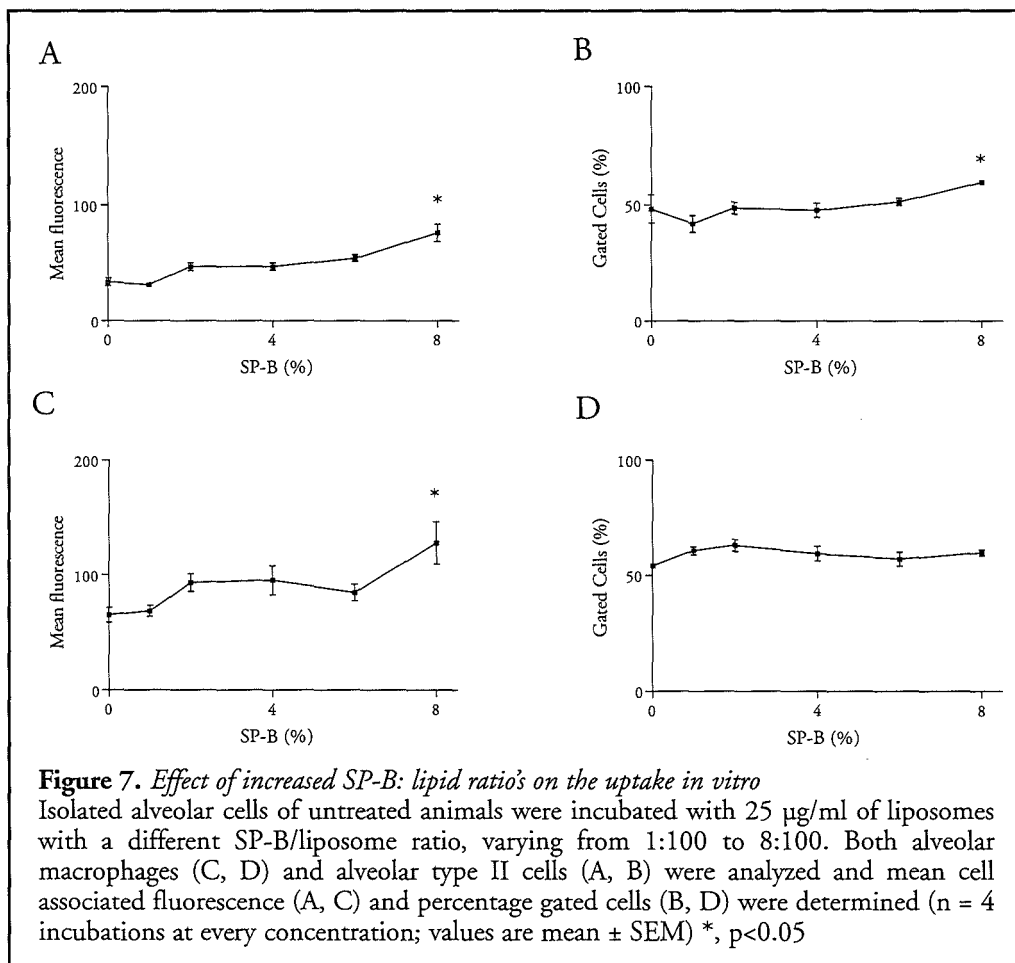 A
200
100
0
Mean fluorescence
0
4
8
*
SP-B (%)
B
100
50
0
Gated Cells (%)
0
4
8
*
SP-B (%)
C
200
100
0
Mean fluorescence
0
4
8
*
SP-B (%)
D
100
50
0
Gated Cells (%)
0
4
8
SP-B (%)
Figure 7. Effect of increased SP-B: lipid ratio's on the uptake in vitro
Isolated alveolar cells of untreated animals were incubated with 25 µg/ml of liposomes
with a different SP-B/liposome ratio, varying from 1:100 to 8:100. Both alveolar
macrophages (C, D) and alveolar type II cells (A, B) were analyzed and mean cell
associated fluorescence (A, C) and percentage gated cells (B, D) were determined (n = 4
incubations at every concentration; values are mean ± SEM) *, p<0.05